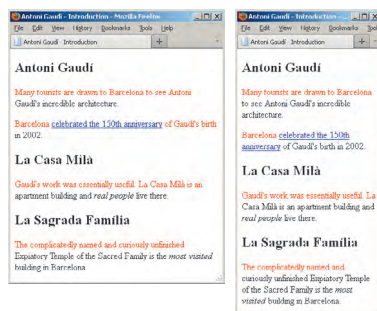 Antoni Gaudí - Introduction - Mozilla Firefox
File Edit View History Bookmarks Tools Help
Antoni Gaudí - Introduction
Antoni Gaudí
Many tourists are drawn to Barcelona to see Antoni
Gaudí's incredible architecture.
Barcelona celebrated the 150th anniversary of Gaudí's birth
in 2002.
La Casa Milà
Gaudí's work was essentially useful. La Casa Milà is an
apartment building and real people live there.
La Sagrada Família
The complicatedly named and curiously unfinished
Expiatory Temple of the Sacred Family is the most visited
building in Barcelona.
Antoni Gaudí - Introduction - ...
File Edit View History Bookmarks Tools Help
Antoni Gaudí - Introduction
Antoni Gaudí
Many tourists are drawn to Barcelona
to see Antoni Gaudí's incredible
architecture.
Barcelona celebrated the 150th
anniversary of Gaudí's birth in 2002.
La Casa Milà
Gaudí's work was essentially useful. La
Casa Milà is an apartment building and
real people live there.
La Sagrada Família
The complicatedly named and
curiously unfinished Expiatory Temple
of the Sacred Family is the most
visited building in Barcelona.